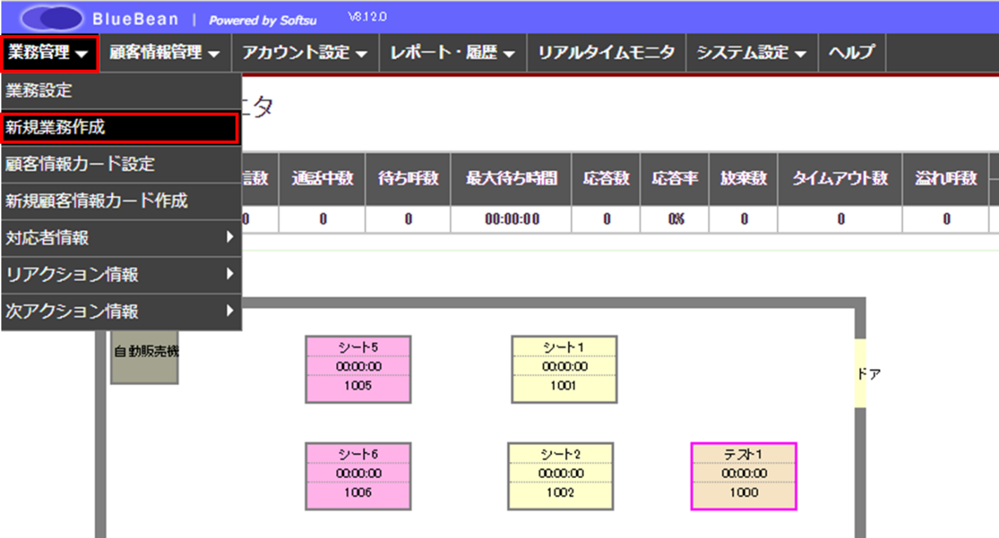 BlueBean | Powered by Softsu V8.12.0
業務管理 顧客情報管理 アカウント設定 レポート・履歴 リアルタイムモニタ システム設定 ヘルプ
業務設定
ニタ
新規業務作成
顧客情報カード設定
信数 通話中数 待ち呼数 最大待ち時間 応答数 応答率 放棄数 タイムアウト数 溢れ呼数
新規顧客情報カード作成
0 0 0 00:00:00 0 0% 0 0 0
対応者情報
リアクション情報
次アクション情報
自動販売機
シート5
00:00:00
1005
シート1
00:00:00
1001
ドア
シート6
00:00:00
1006
シート2
00:00:00
1002
テスト1
00:00:00
1000